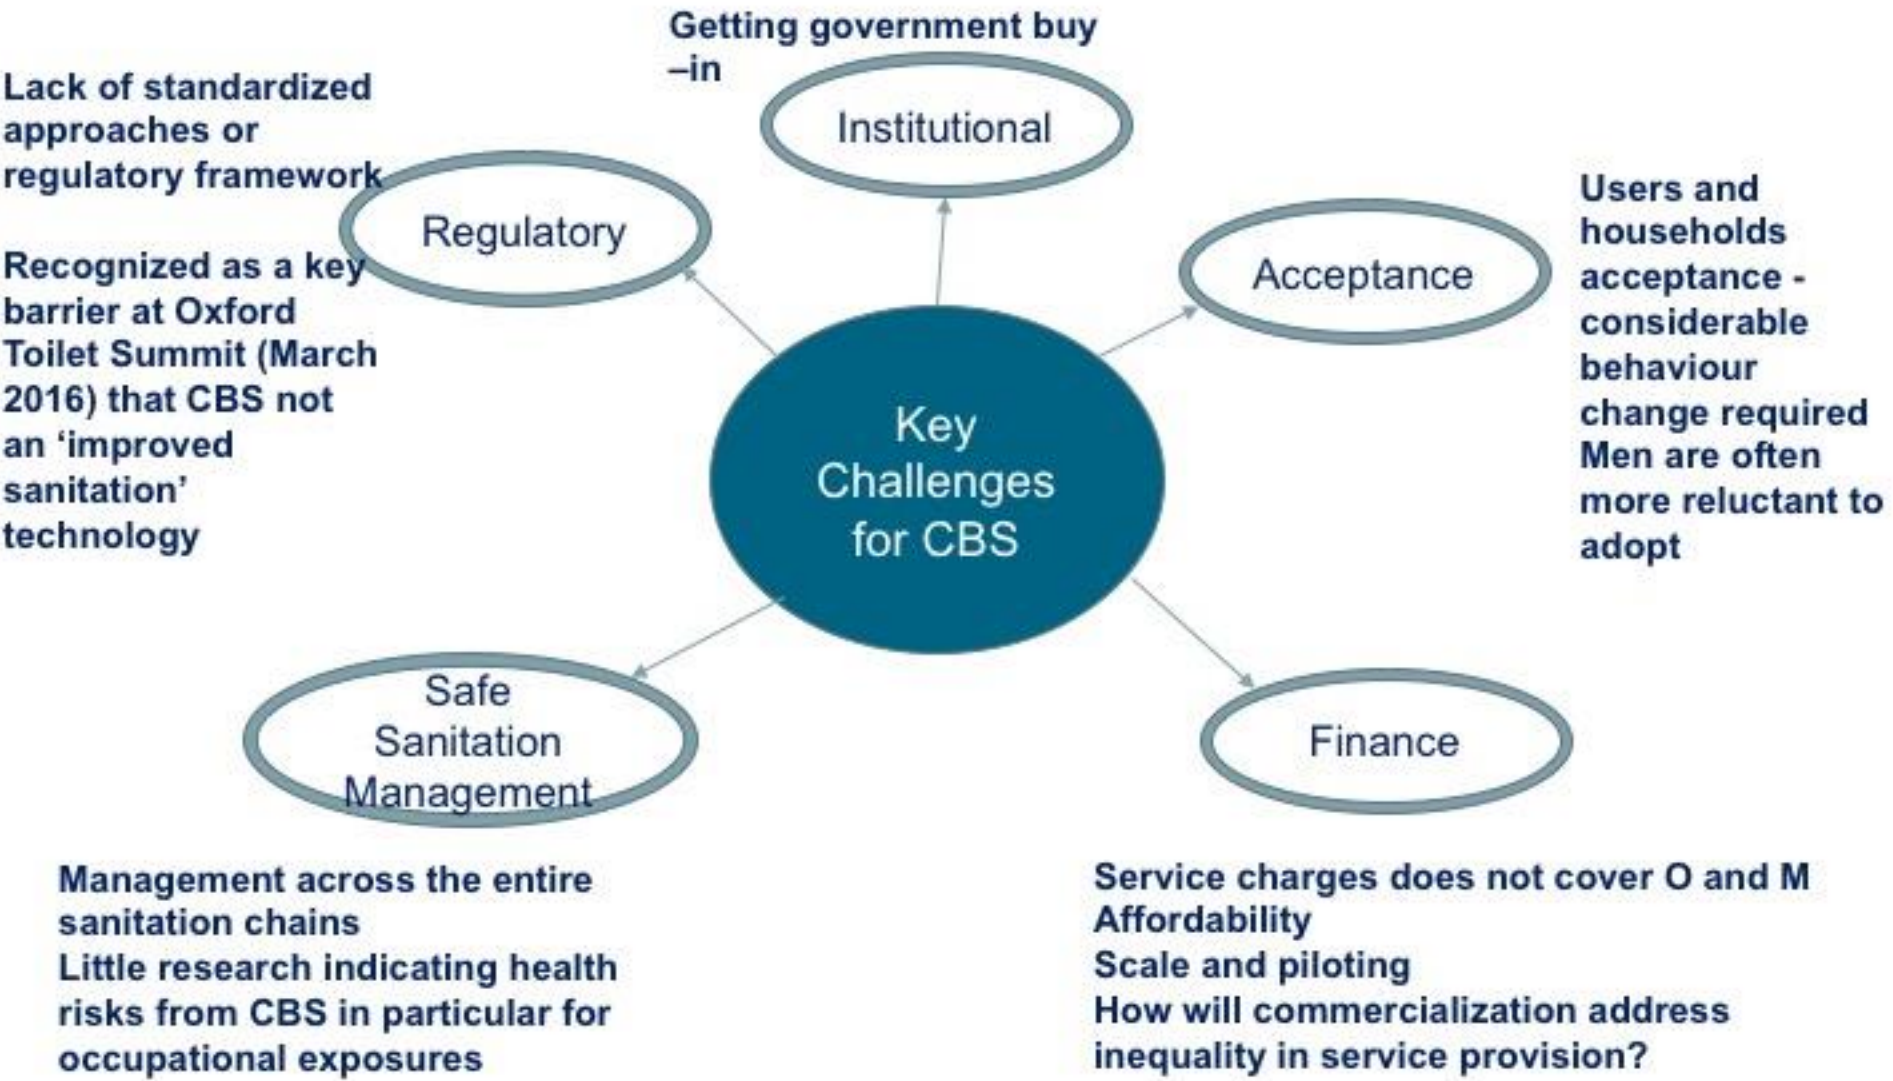 Getting government buy
–in
Institutional
Lack of standardized
approaches or
regulatory framework
Regulatory
Recognized as a key
barrier at Oxford
Toilet Summit (March
2016) that CBS not
an ‘improved
sanitation’
technology
Acceptance
Users and
households
acceptance -
considerable
behaviour
change required
Men are often
more reluctant to
adopt
Key
Challenges
for CBS
Safe
Sanitation
Management
Management across the entire
sanitation chains
Little research indicating health
risks from CBS in particular for
occupational exposures
Finance
Service charges does not cover O and M
Affordability
Scale and piloting
How will commercialization address
inequality in service provision?